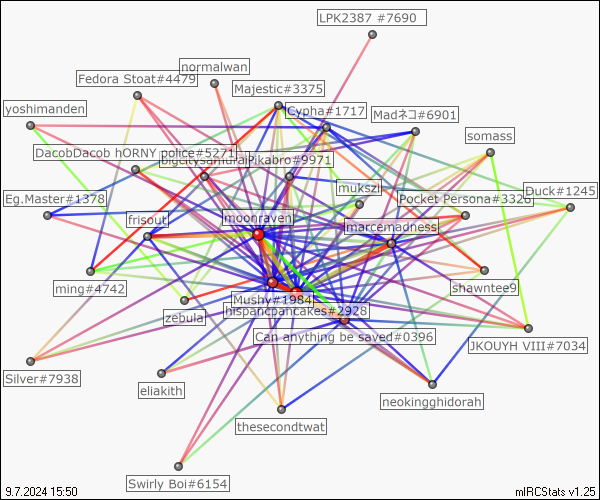 LPK2387 #7690
normalwan
Fedora Stoat#4479
Majestic#3375
yoshimanden
Cypha#1717
Madネコ#6901
somass
DacobDacob hORNY police#5271
Pikabro#9971
mukszi
Duck#1245
Eg.Master#1378
Pocket Persona#3326
frisout
moonraven
marcemadness
ming#4742
shawntee9
Mushy#1984
zebula
hispancpancakes#2928
Can anything be saved#0396
JKOUYH VIII#7034
Silver#7938
eliakith
neokingghidorah
thesecondtwat
Swirly Boi#6154
9.7.2024 15:50
mIRCStats v1.25